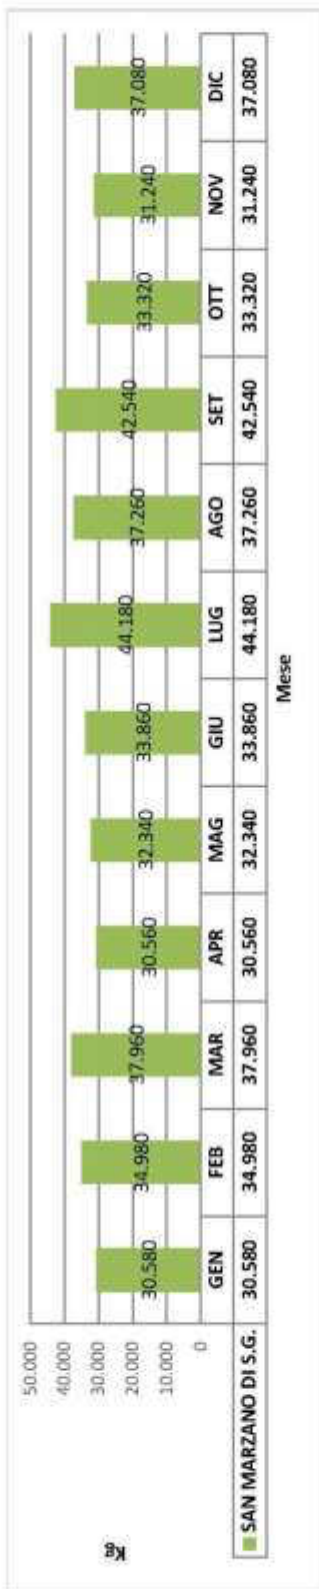 Kg
50.000
40.000
30.000
20.000
10.000
0
30.580 34.980 37.960 30.560 32.340 33.860 44.180 37.260 42.540 33.320 31.240 37.080
GEN FEB MAR APR MAG GIU LUG AGO SET OTT NOV DIC
SAN MARZANO DI S.G. 30.580 34.980 37.960 30.560 32.340 33.860 44.180 37.260 42.540 33.320 31.240 37.080
Mese